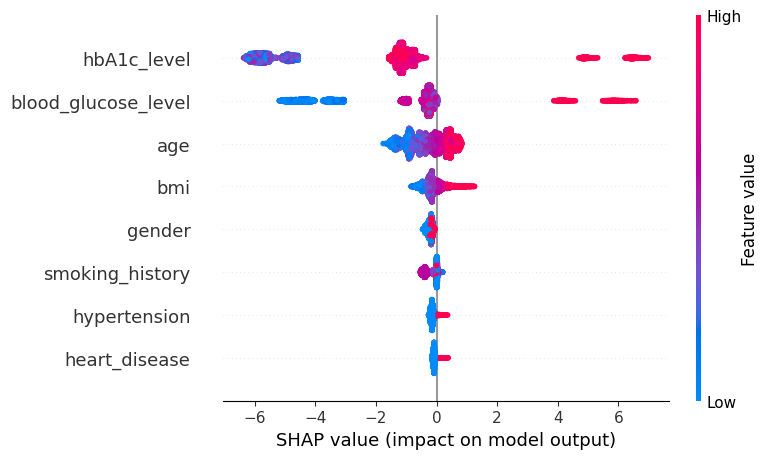 High
hbA1c_level
blood_glucose_level
age
bmi
gender
smoking_history
hypertension
heart_disease
Feature value
Low
−6 −4 −2 0 2 4 6
SHAP value (impact on model output)